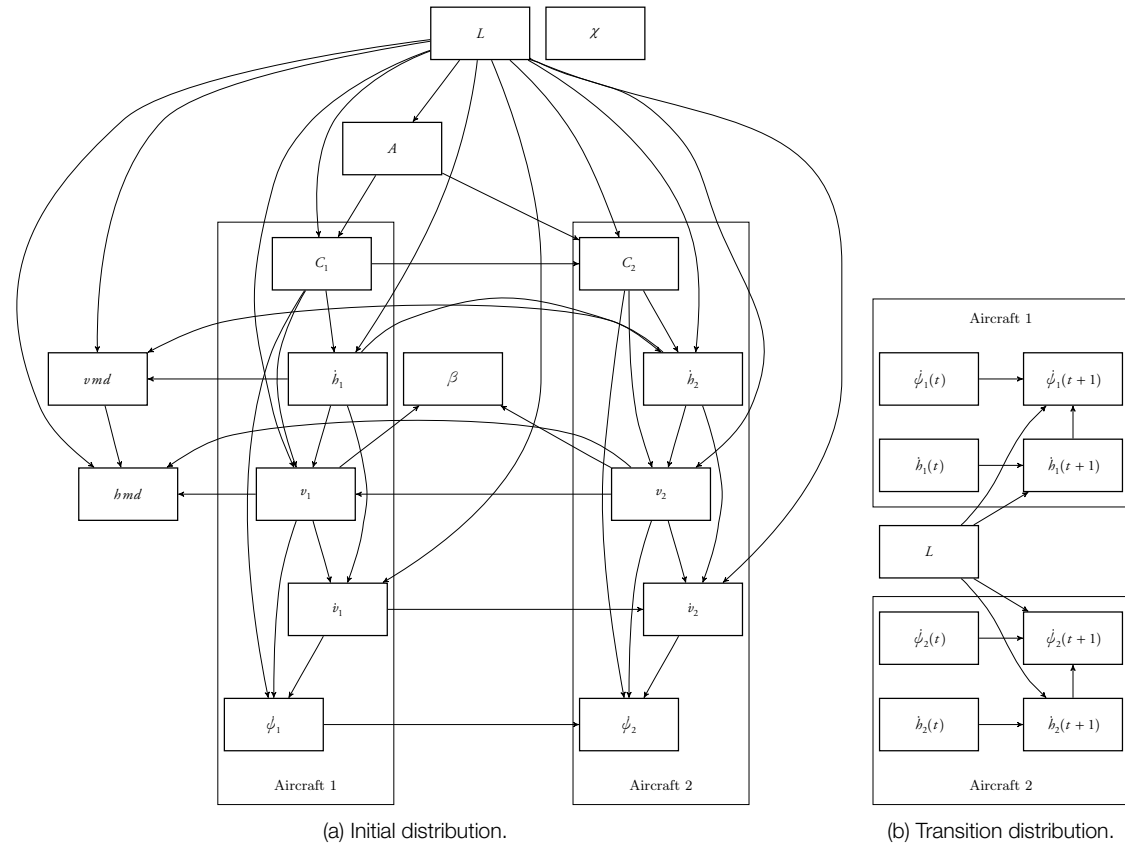 L χ
A
C₁ C₂
vmd ḣ₁ β ḣ₂
hmd v₁ v₂
v̇₁ v̇₂
ψ̇₁ ψ̇₂
Aircraft 1 Aircraft 2
(a) Initial distribution.
Aircraft 1
ψ̇₁(t) ψ̇₁(t + 1)
ḣ₁(t) ḣ₁(t + 1)
L
ψ̇₂(t) ψ̇₂(t + 1)
ḣ₂(t) ḣ₂(t + 1)
Aircraft 2
(b) Transition distribution.